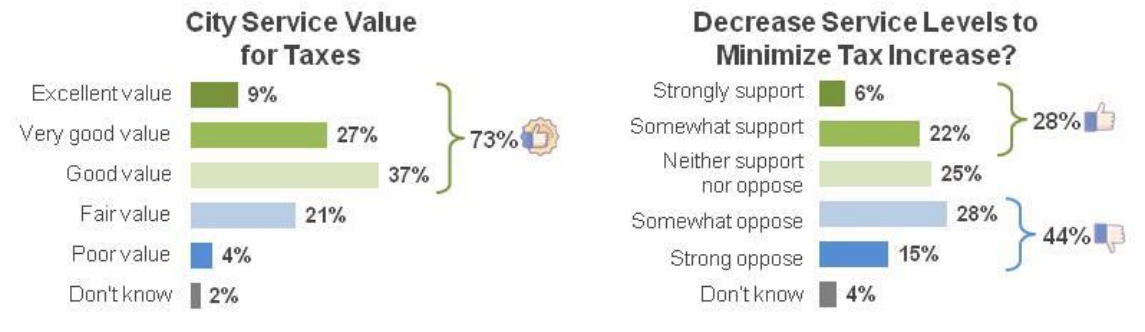 City Service Value
for Taxes
Excellent value 9%
Very good value 27%
Good value 37%
Fair value 21%
Poor value 4%
Don't know 2%
73%
Decrease Service Levels to
Minimize Tax Increase?
Strongly support 6%
Somewhat support 22%
Neither support
nor oppose 25%
Somewhat oppose 28%
Strong oppose 15%
Don't know 4%
28%
44%